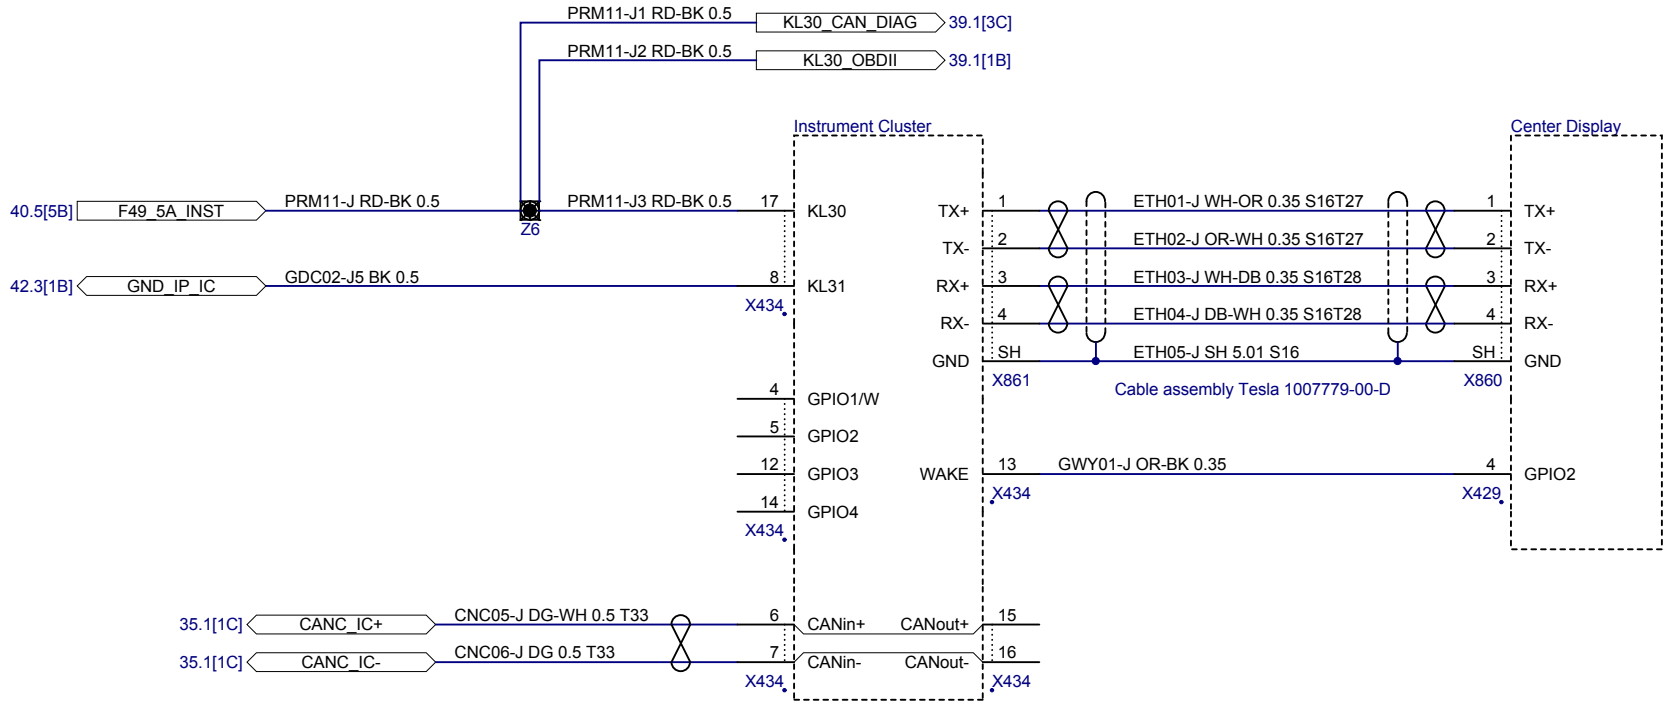 PRM11-J1 RD-BK 0.5 KL30_CAN_DIAG 39.1[3C]
PRM11-J2 RD-BK 0.5 KL30_OBDII 39.1[1B]
Instrument Cluster Center Display
40.5[5B] F49_5A_INST PRM11-J RD-BK 0.5 PRM11-J3 RD-BK 0.5 17 KL30 TX+ 1 ETH01-J WH-OR 0.35 S16T27 1 TX+
Z6
TX- 2 ETH02-J OR-WH 0.35 S16T27 2 TX-
42.3[1B] GND_IP_IC GDC02-J5 BK 0.5 8 KL31 RX+ 3 ETH03-J WH-DB 0.35 S16T28 3 RX+
X434
RX- 4 ETH04-J DB-WH 0.35 S16T28 4 RX-
GND SH ETH05-J SH 5.01 S16 SH GND
X861 Cable assembly Tesla 1007779-00-D X860
4 GPIO1/W
5 GPIO2
12 GPIO3 WAKE 13 GWY01-J OR-BK 0.35 4 GPIO2
X434 X429
14 GPIO4
X434
35.1[1C] CANC_IC+ CNC05-J DG-WH 0.5 T33 6 CANin+ CANout+ 15
35.1[1C] CANC_IC- CNC06-J DG 0.5 T33 7 CANin- CANout- 16
X434 X434